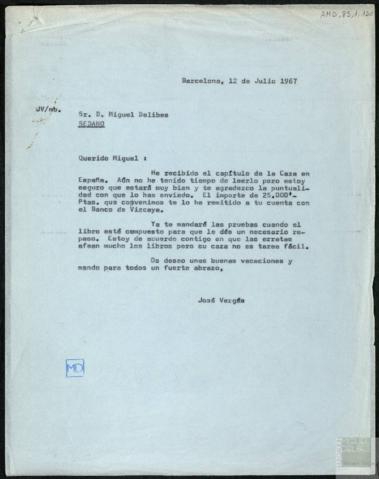 AMD, 85, 1, 120
Barcelona, 12 de Julio 1967
JV/mb.
Sr. D. Miguel Delibes
SEDANO
Querido Miguel :
He recibido el capítulo de la Caza en
España. Aún no he tenido tiempo de leerlo pero estoy
seguro que estará muy bien y te agradezco la puntuali-
dad con que lo has enviado. El importe de 25.000'-
Ptas. que convenimos te lo he remitido a tu cuenta con
el Banco de Vizcaya.
Ya te mandaré las pruebas cuando el
libro esté compuesto para que le dés un necesario re-
paso. Estoy de acuerdo contigo en que las erratas
afean mucho los libros pero su caza no es tarea fácil.
Os deseo unas buenas vacaciones y
mando para todos un fuerte abrazo,
José Vergés
MD